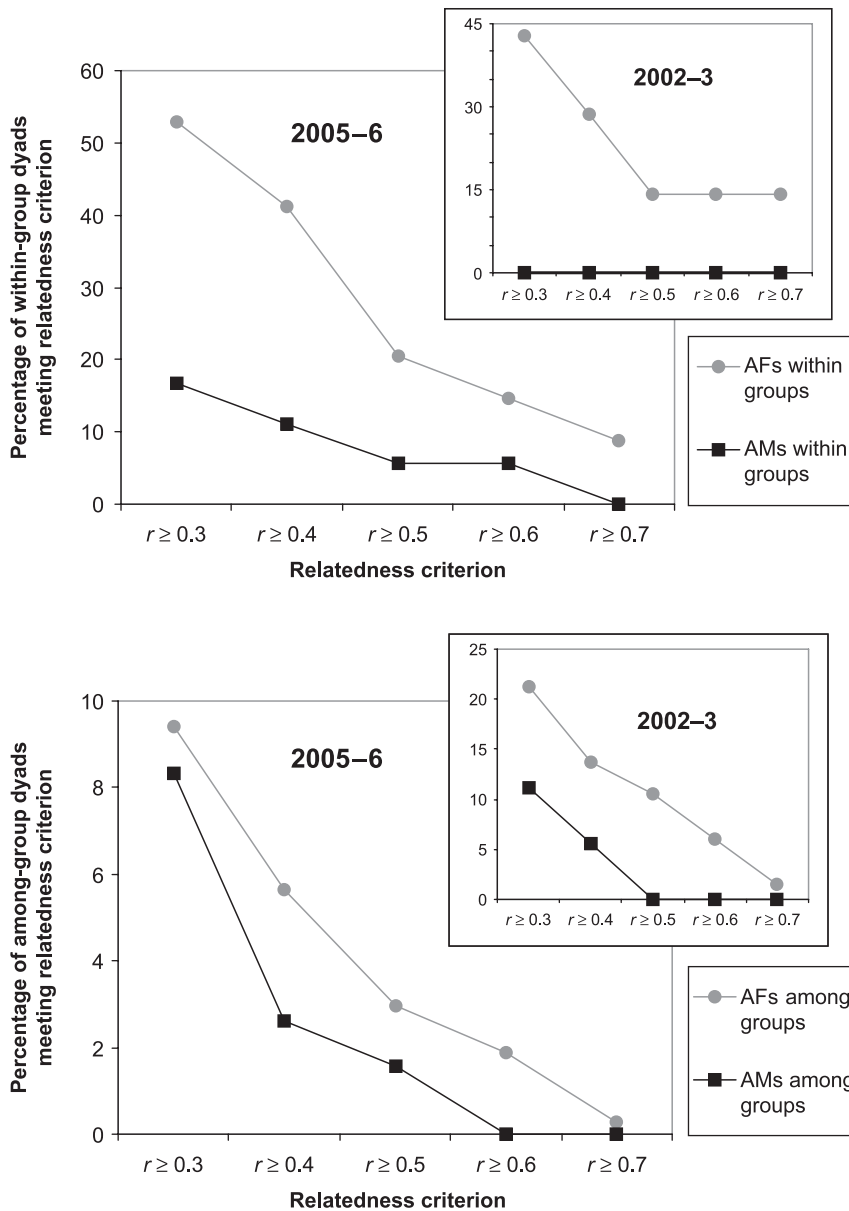 45
30
15
0
2002–3
r ≥ 0.3 r ≥ 0.4 r ≥ 0.5 r ≥ 0.6 r ≥ 0.7
Percentage of within-group dyads
meeting relatedness criterion
60
50
40
30
20
10
0
2005–6
r ≥ 0.3 r ≥ 0.4 r ≥ 0.5 r ≥ 0.6 r ≥ 0.7
Relatedness criterion
AFs within
groups
AMs within
groups
25
20
15
10
5
0
2002–3
r ≥ 0.3 r ≥ 0.4 r ≥ 0.5 r ≥ 0.6 r ≥ 0.7
Percentage of among-group dyads
meeting relatedness criterion
10
8
6
4
2
0
2005–6
r ≥ 0.3 r ≥ 0.4 r ≥ 0.5 r ≥ 0.6 r ≥ 0.7
Relatedness criterion
AFs among
groups
AMs among
groups